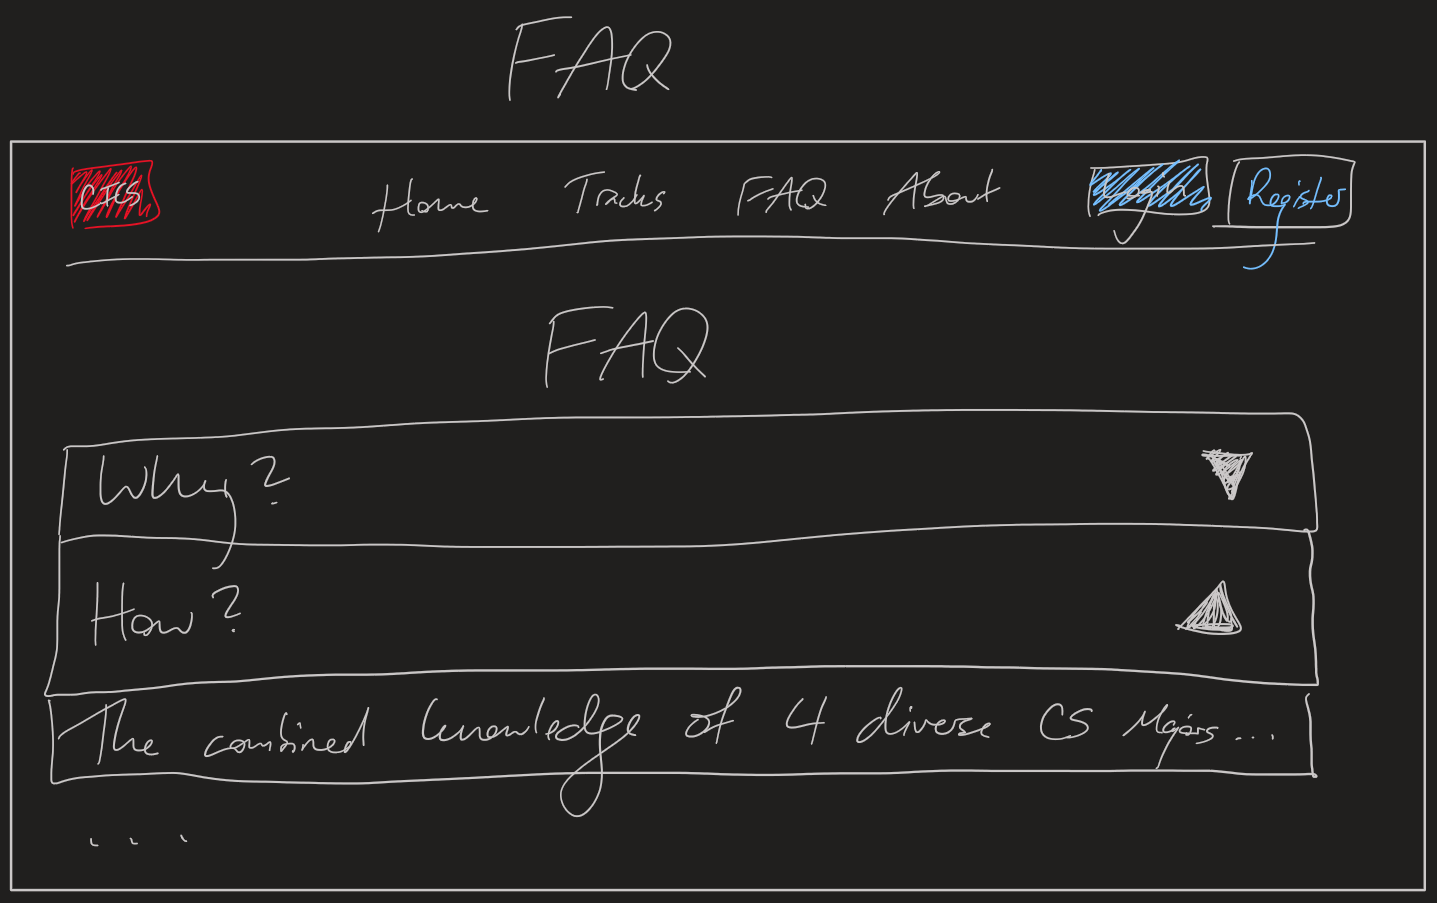 FAQ
CICS Home Tracks FAQ About Login Register
FAQ
Why?
How?
The combined knowledge of 4 diverse CS Majors...
...